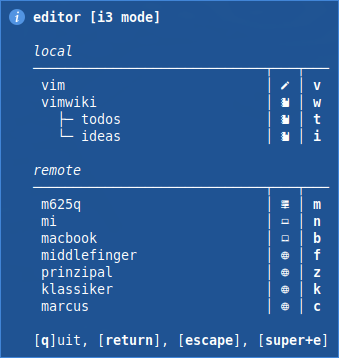 editor [i3 mode]
local
vim v
vimwiki w
todos t
ideas i
remote
m625q m
mi n
macbook b
middlefinger f
prinzipal z
klassiker k
marcus c
[q]uit, [return], [escape], [super+e]